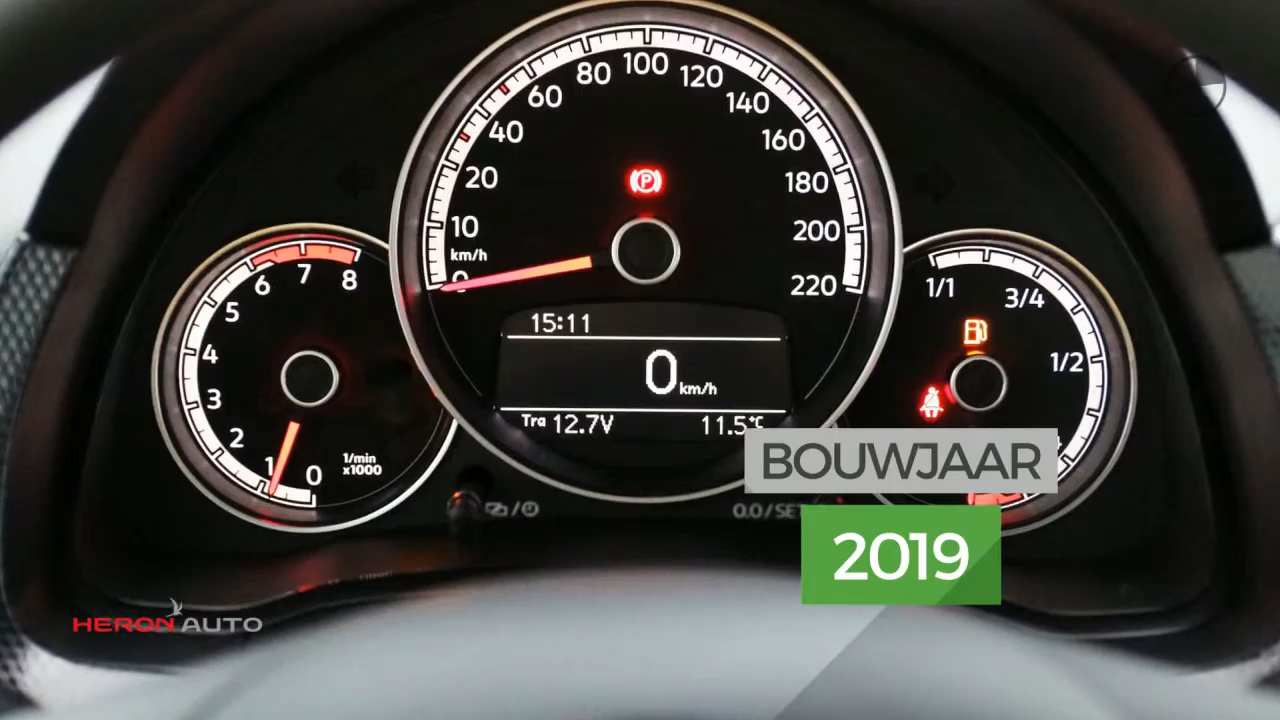 100
80
120
60
140
40
160
20
180
10
200
km/h
0
220
6
7
8
5
4
3
2
1
0
1/min
x1000
1/1
3/4
1/2
P
15:11
0 km/h
Tra 12.7V
11.5°C
0.0/SET
BOUWJAAR
2019
HERON AUTO